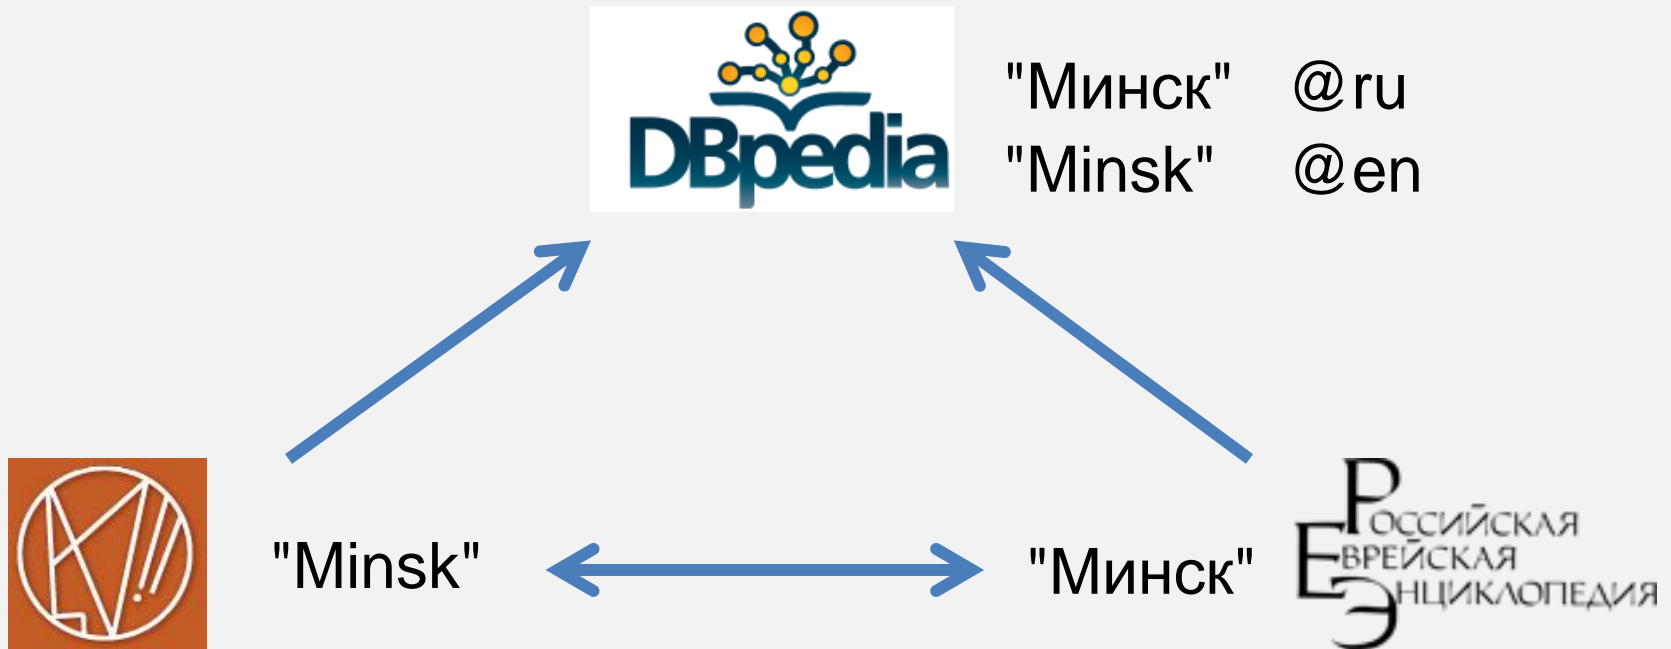 DBpedia
"Минск" @ru
"Minsk" @en
"Minsk"
"Минск"
Российская
Еврейская
Энциклопедия